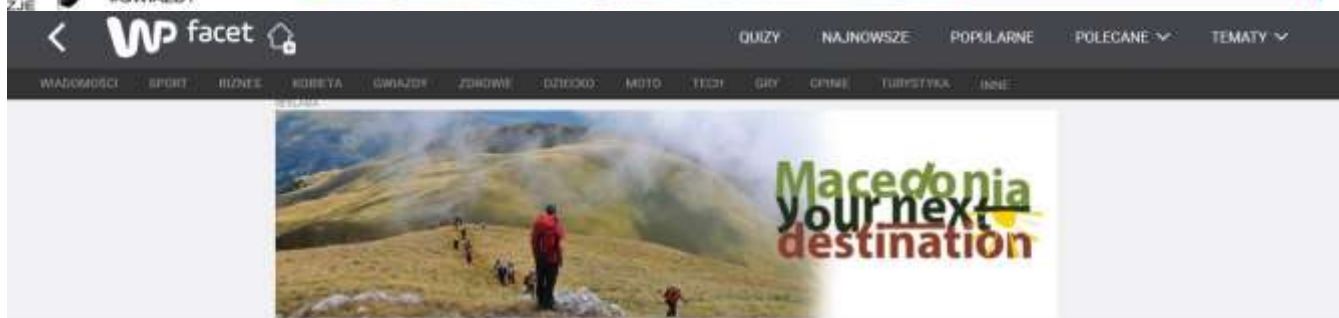 WP facet QUIZY NAJNOWSZE POPULARNE POLECANE TEMATY
WIADOMOŚCI SPORT BIZNES KOBIETA GWIAZDY ZDROWIE DZIECKO MOTO TECH GRY OPINIE TURYSTYKA INNE
REKLAMA
Macedonia
your next
destination